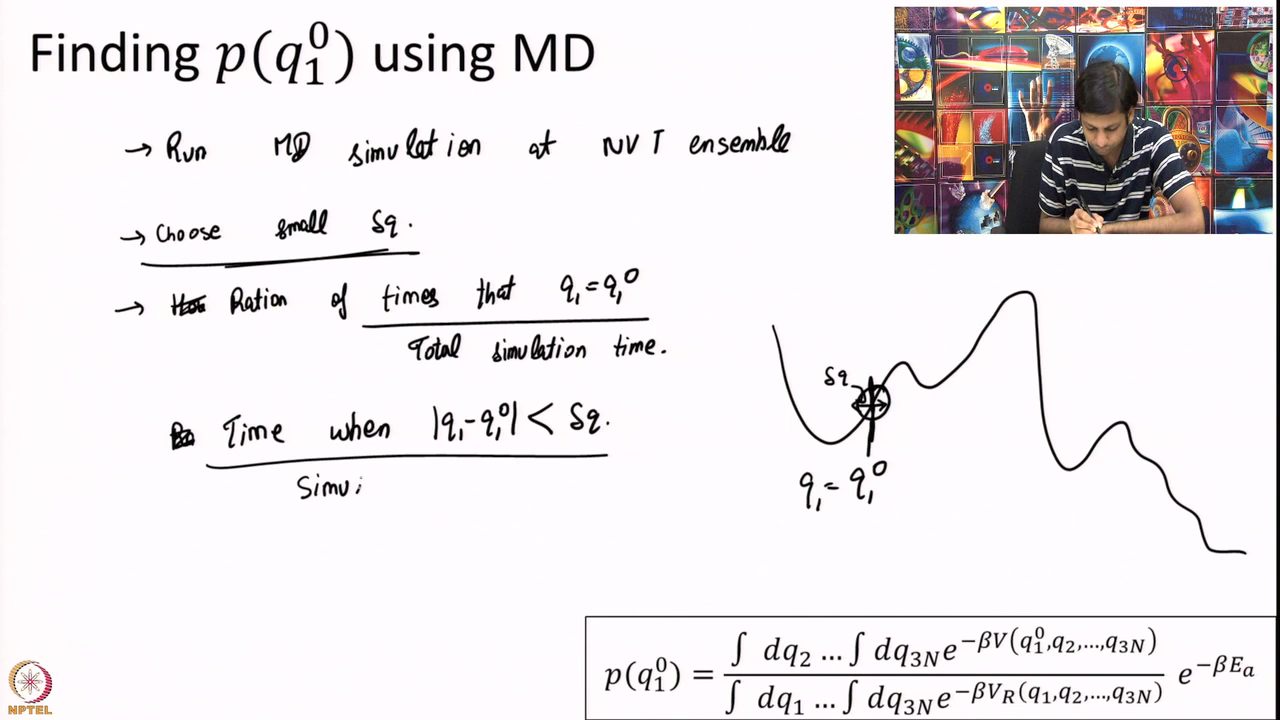 Finding p(q₁⁰) using MD
→ Run MD simulation at NVT ensemble
→ Choose small δq.
→ Ration of times that q₁ = q₁⁰
Total simulation time.
Time when |q₁ - q₁⁰| < δq.
Simul
δq
q₁ = q₁⁰
p(q₁⁰) = ∫ dq₂ … ∫ dq₃N e^{-βV(q₁⁰,q₂,…,q₃N)} / ∫ dq₁ … ∫ dq₃N e^{-βV_R(q₁,q₂,…,q₃N)} e^{-βE_a}
NPTEL